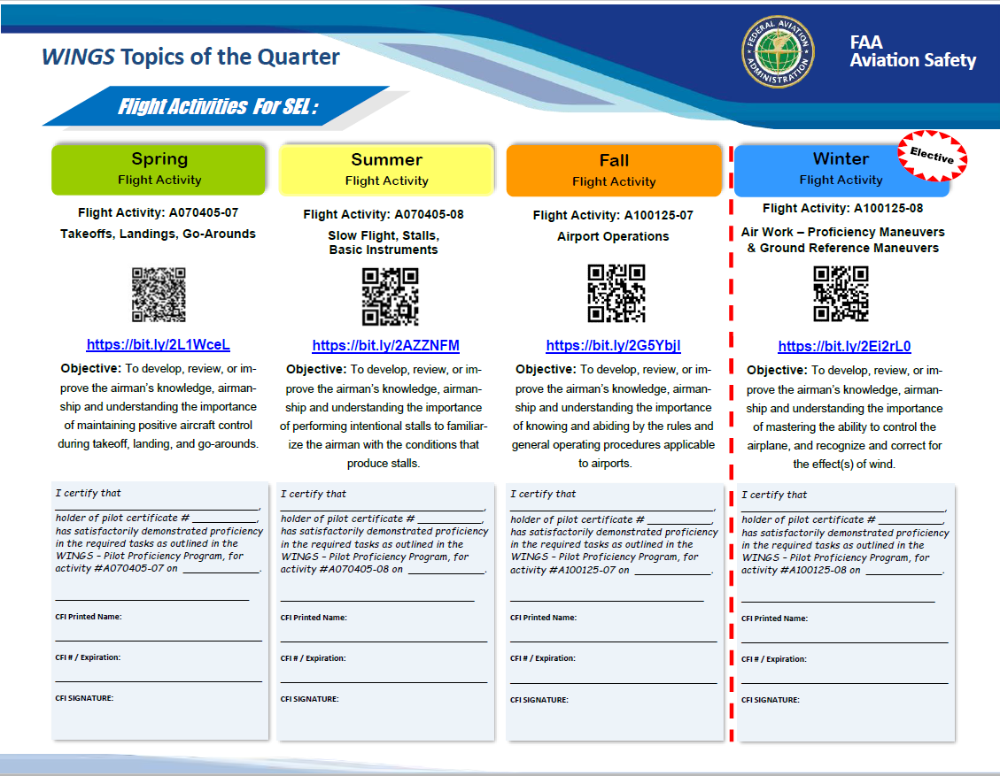 WINGS Topics of the Quarter
FEDERAL AVIATION
ADMINISTRATION
FAA
Aviation Safety
Flight Activities For SEL :
Spring
Flight Activity
Flight Activity: A070405-07
Takeoffs, Landings, Go-Arounds
https://bit.ly/2L1WceL
Objective: To develop, review, or im-
prove the airman’s knowledge, airman-
ship and understanding the importance
of maintaining positive aircraft control
during takeoff, landing, and go-arounds.
I certify that
____________________,
holder of pilot certificate # __________,
has satisfactorily demonstrated proficiency
in the required tasks as outlined in the
WINGS – Pilot Proficiency Program, for
activity #A070405-07 on ____________.
CFI Printed Name:
CFI # / Expiration:
CFI SIGNATURE:
Summer
Flight Activity
Flight Activity: A070405-08
Slow Flight, Stalls,
Basic Instruments
https://bit.ly/2AZZNFM
Objective: To develop, review, or im-
prove the airman’s knowledge, airman-
ship and understanding the importance
of performing intentional stalls to familiar-
ize the airman with the conditions that
produce stalls.
I certify that
____________________,
holder of pilot certificate # __________,
has satisfactorily demonstrated proficiency
in the required tasks as outlined in the
WINGS – Pilot Proficiency Program, for
activity #A070405-08 on ____________.
CFI Printed Name:
CFI # / Expiration:
CFI SIGNATURE:
Fall
Flight Activity
Flight Activity: A100125-07
Airport Operations
https://bit.ly/2G5YbjI
Objective: To develop, review, or im-
prove the airman’s knowledge, airman-
ship and understanding the importance
of knowing and abiding by the rules and
general operating procedures applicable
to airports.
I certify that
____________________,
holder of pilot certificate # __________,
has satisfactorily demonstrated proficiency
in the required tasks as outlined in the
WINGS – Pilot Proficiency Program, for
activity #A100125-07 on ____________.
CFI Printed Name:
CFI # / Expiration:
CFI SIGNATURE:
Winter
Flight Activity
Elective
Flight Activity: A100125-08
Air Work – Proficiency Maneuvers
& Ground Reference Maneuvers
https://bit.ly/2Ei2rL0
Objective: To develop, review, or im-
prove the airman’s knowledge, airman-
ship and understanding the importance
of mastering the ability to control the
airplane, and recognize and correct for
the effect(s) of wind.
I certify that
____________________,
holder of pilot certificate # __________,
has satisfactorily demonstrated proficiency
in the required tasks as outlined in the
WINGS – Pilot Proficiency Program, for
activity #A100125-08 on ____________.
CFI Printed Name:
CFI # / Expiration:
CFI SIGNATURE: